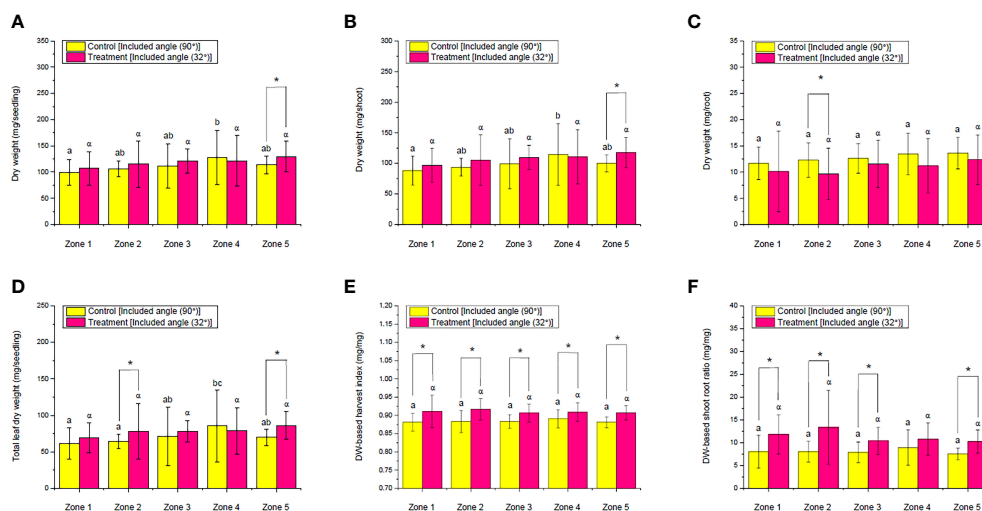 A
Dry weight (mg/seedling)
350
300
250
200
150
100
50
0
Control [Included angle (90°)]
Treatment [Included angle (32°)]
a α ab α ab α b α ab α
*
Zone 1 Zone 2 Zone 3 Zone 4 Zone 5
B
Dry weight (mg/shoot)
300
250
200
150
100
50
0
Control [Included angle (90°)]
Treatment [Included angle (32°)]
a α ab α ab α b α ab α
*
Zone 1 Zone 2 Zone 3 Zone 4 Zone 5
C
Dry weight (mg/root)
35
30
25
20
15
10
5
0
Control [Included angle (90°)]
Treatment [Included angle (32°)]
a α a α a α a α a α
*
Zone 1 Zone 2 Zone 3 Zone 4 Zone 5
D
Total leaf dry weight (mg/seedling)
250
200
150
100
50
0
Control [Included angle (90°)]
Treatment [Included angle (32°)]
a α a α ab α bc α ab α
* *
Zone 1 Zone 2 Zone 3 Zone 4 Zone 5
E
DW-based harvest index (mg/mg)
1.20
1.15
1.10
1.05
1.00
0.95
0.90
0.85
0.80
0.75
0.70
Control [Included angle (90°)]
Treatment [Included angle (32°)]
a α a α a α a α a α
* * * * *
Zone 1 Zone 2 Zone 3 Zone 4 Zone 5
F
DW-based shoot root ratio (mg/mg)
40
35
30
25
20
15
10
5
0
Control [Included angle (90°)]
Treatment [Included angle (32°)]
a α a α a α a α a α
* * * *
Zone 1 Zone 2 Zone 3 Zone 4 Zone 5